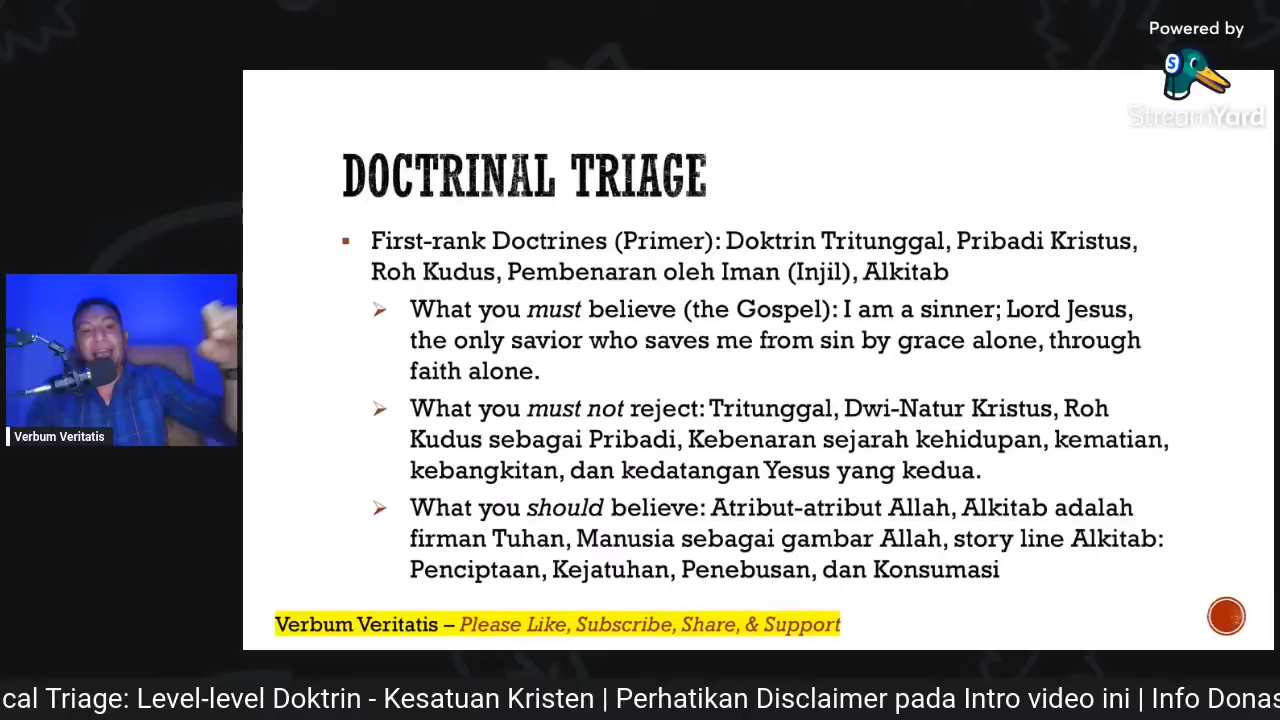 Powered by
StreamYard
DOCTRINAL TRIAGE
▪ First-rank Doctrines (Primer): Doktrin Tritunggal, Pribadi Kristus,
Roh Kudus, Pembenaran oleh Iman (Injil), Alkitab
➢ What you must believe (the Gospel): I am a sinner; Lord Jesus,
the only savior who saves me from sin by grace alone, through
faith alone.
➢ What you must not reject: Tritunggal, Dwi-Natur Kristus, Roh
Kudus sebagai Pribadi, Kebenaran sejarah kehidupan, kematian,
kebangkitan, dan kedatangan Yesus yang kedua.
➢ What you should believe: Atribut-atribut Allah, Alkitab adalah
firman Tuhan, Manusia sebagai gambar Allah, story line Alkitab:
Penciptaan, Kejatuhan, Penebusan, dan Konsumasi
Verbum Veritatis
Verbum Veritatis – Please Like, Subscribe, Share, & Support
cal Triage: Level-level Doktrin - Kesatuan Kristen | Perhatikan Disclaimer pada Intro video ini | Info Donas